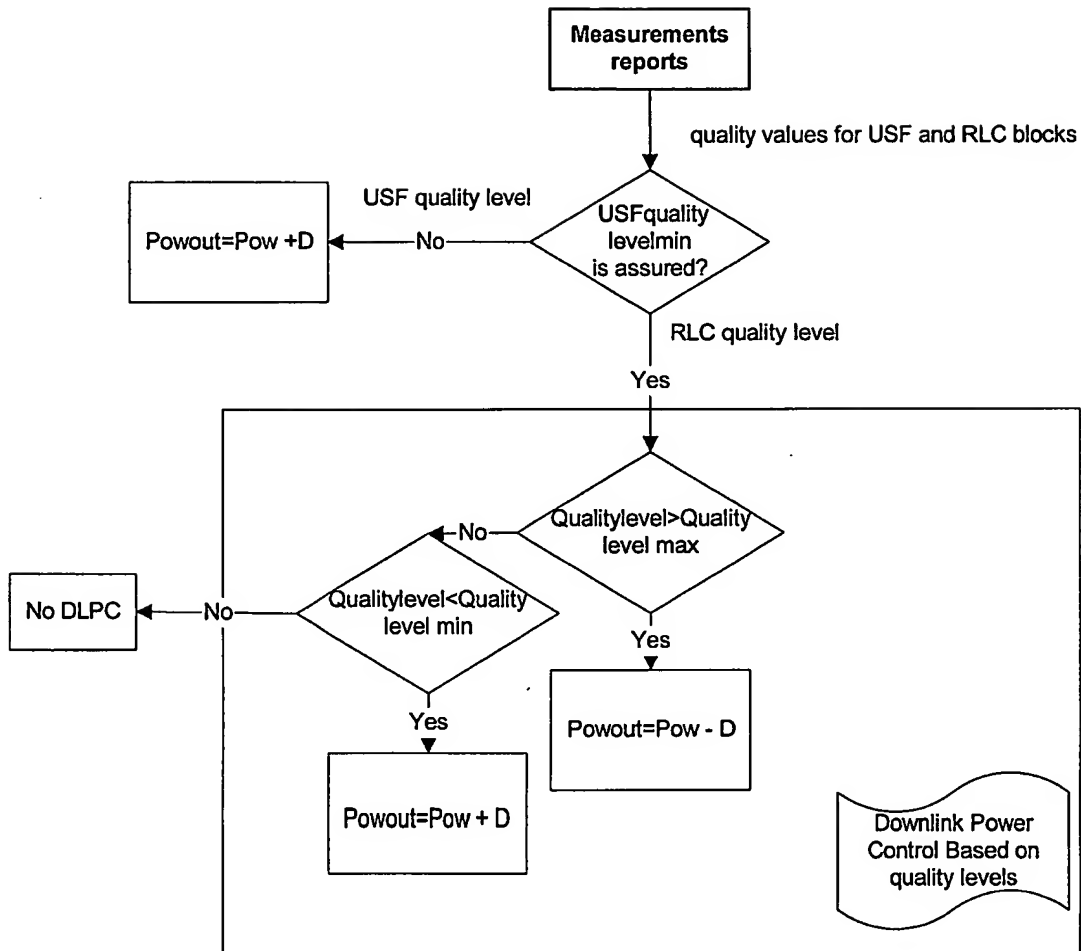 Measurements
reports
quality values for USF and RLC blocks
USF quality level
Powout=Pow +D
No
USFquality
levelmin
is assured?
RLC quality level
Yes
Qualitylevel>Quality
level max
No
Qualitylevel<Quality
level min
No
No DLPC
Yes
Powout=Pow - D
Yes
Powout=Pow + D
Downlink Power
Control Based on
quality levels